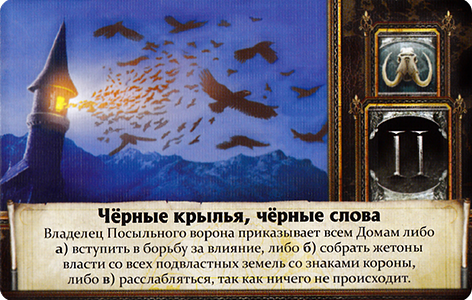 II
Чёрные крылья, чёрные слова
Владелец Посыльного ворона приказывает всем Домам либо
а) вступить в борьбу за влияние, либо б) собрать жетоны
власти со всех подвластных земель со знаками короны,
либо в) расслабляться, так как ничего не происходит.